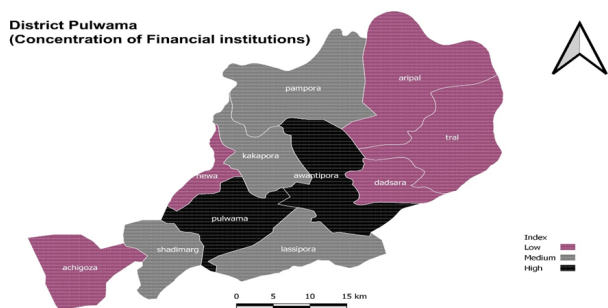 District Pulwama
(Concentration of Financial institutions)
aripal
pampora
tral
kakapora
newa
awantipora
dadsara
pulwama
shadimarg
lassipora
achigoza
Index
Low
Medium
High
0 5 10 15 km